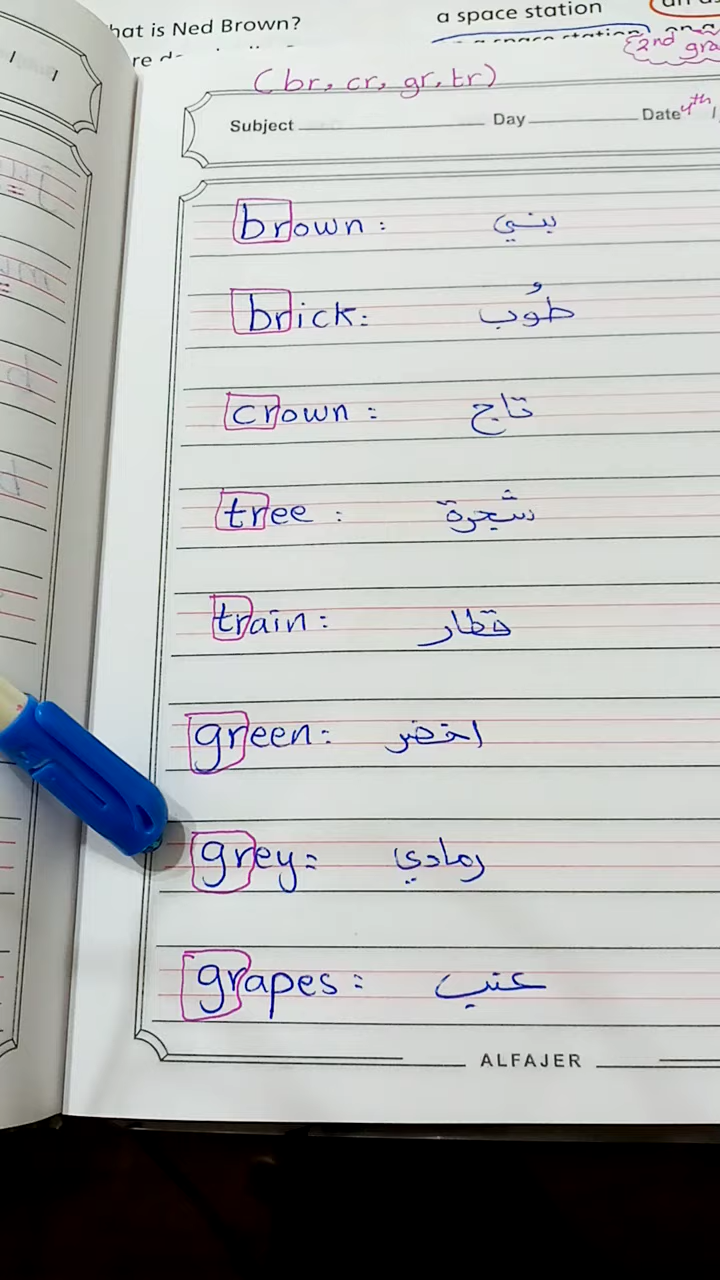 hat is Ned Brown?
a space station
2nd gra
(br, cr, gr, tr)
Subject Day Date 4th /
brown : بني
brick: طُوب
crown : تاج
tree : شجرة
train: قطار
green: اخضر
grey: رمادي
grapes: عنب
ALFAJER